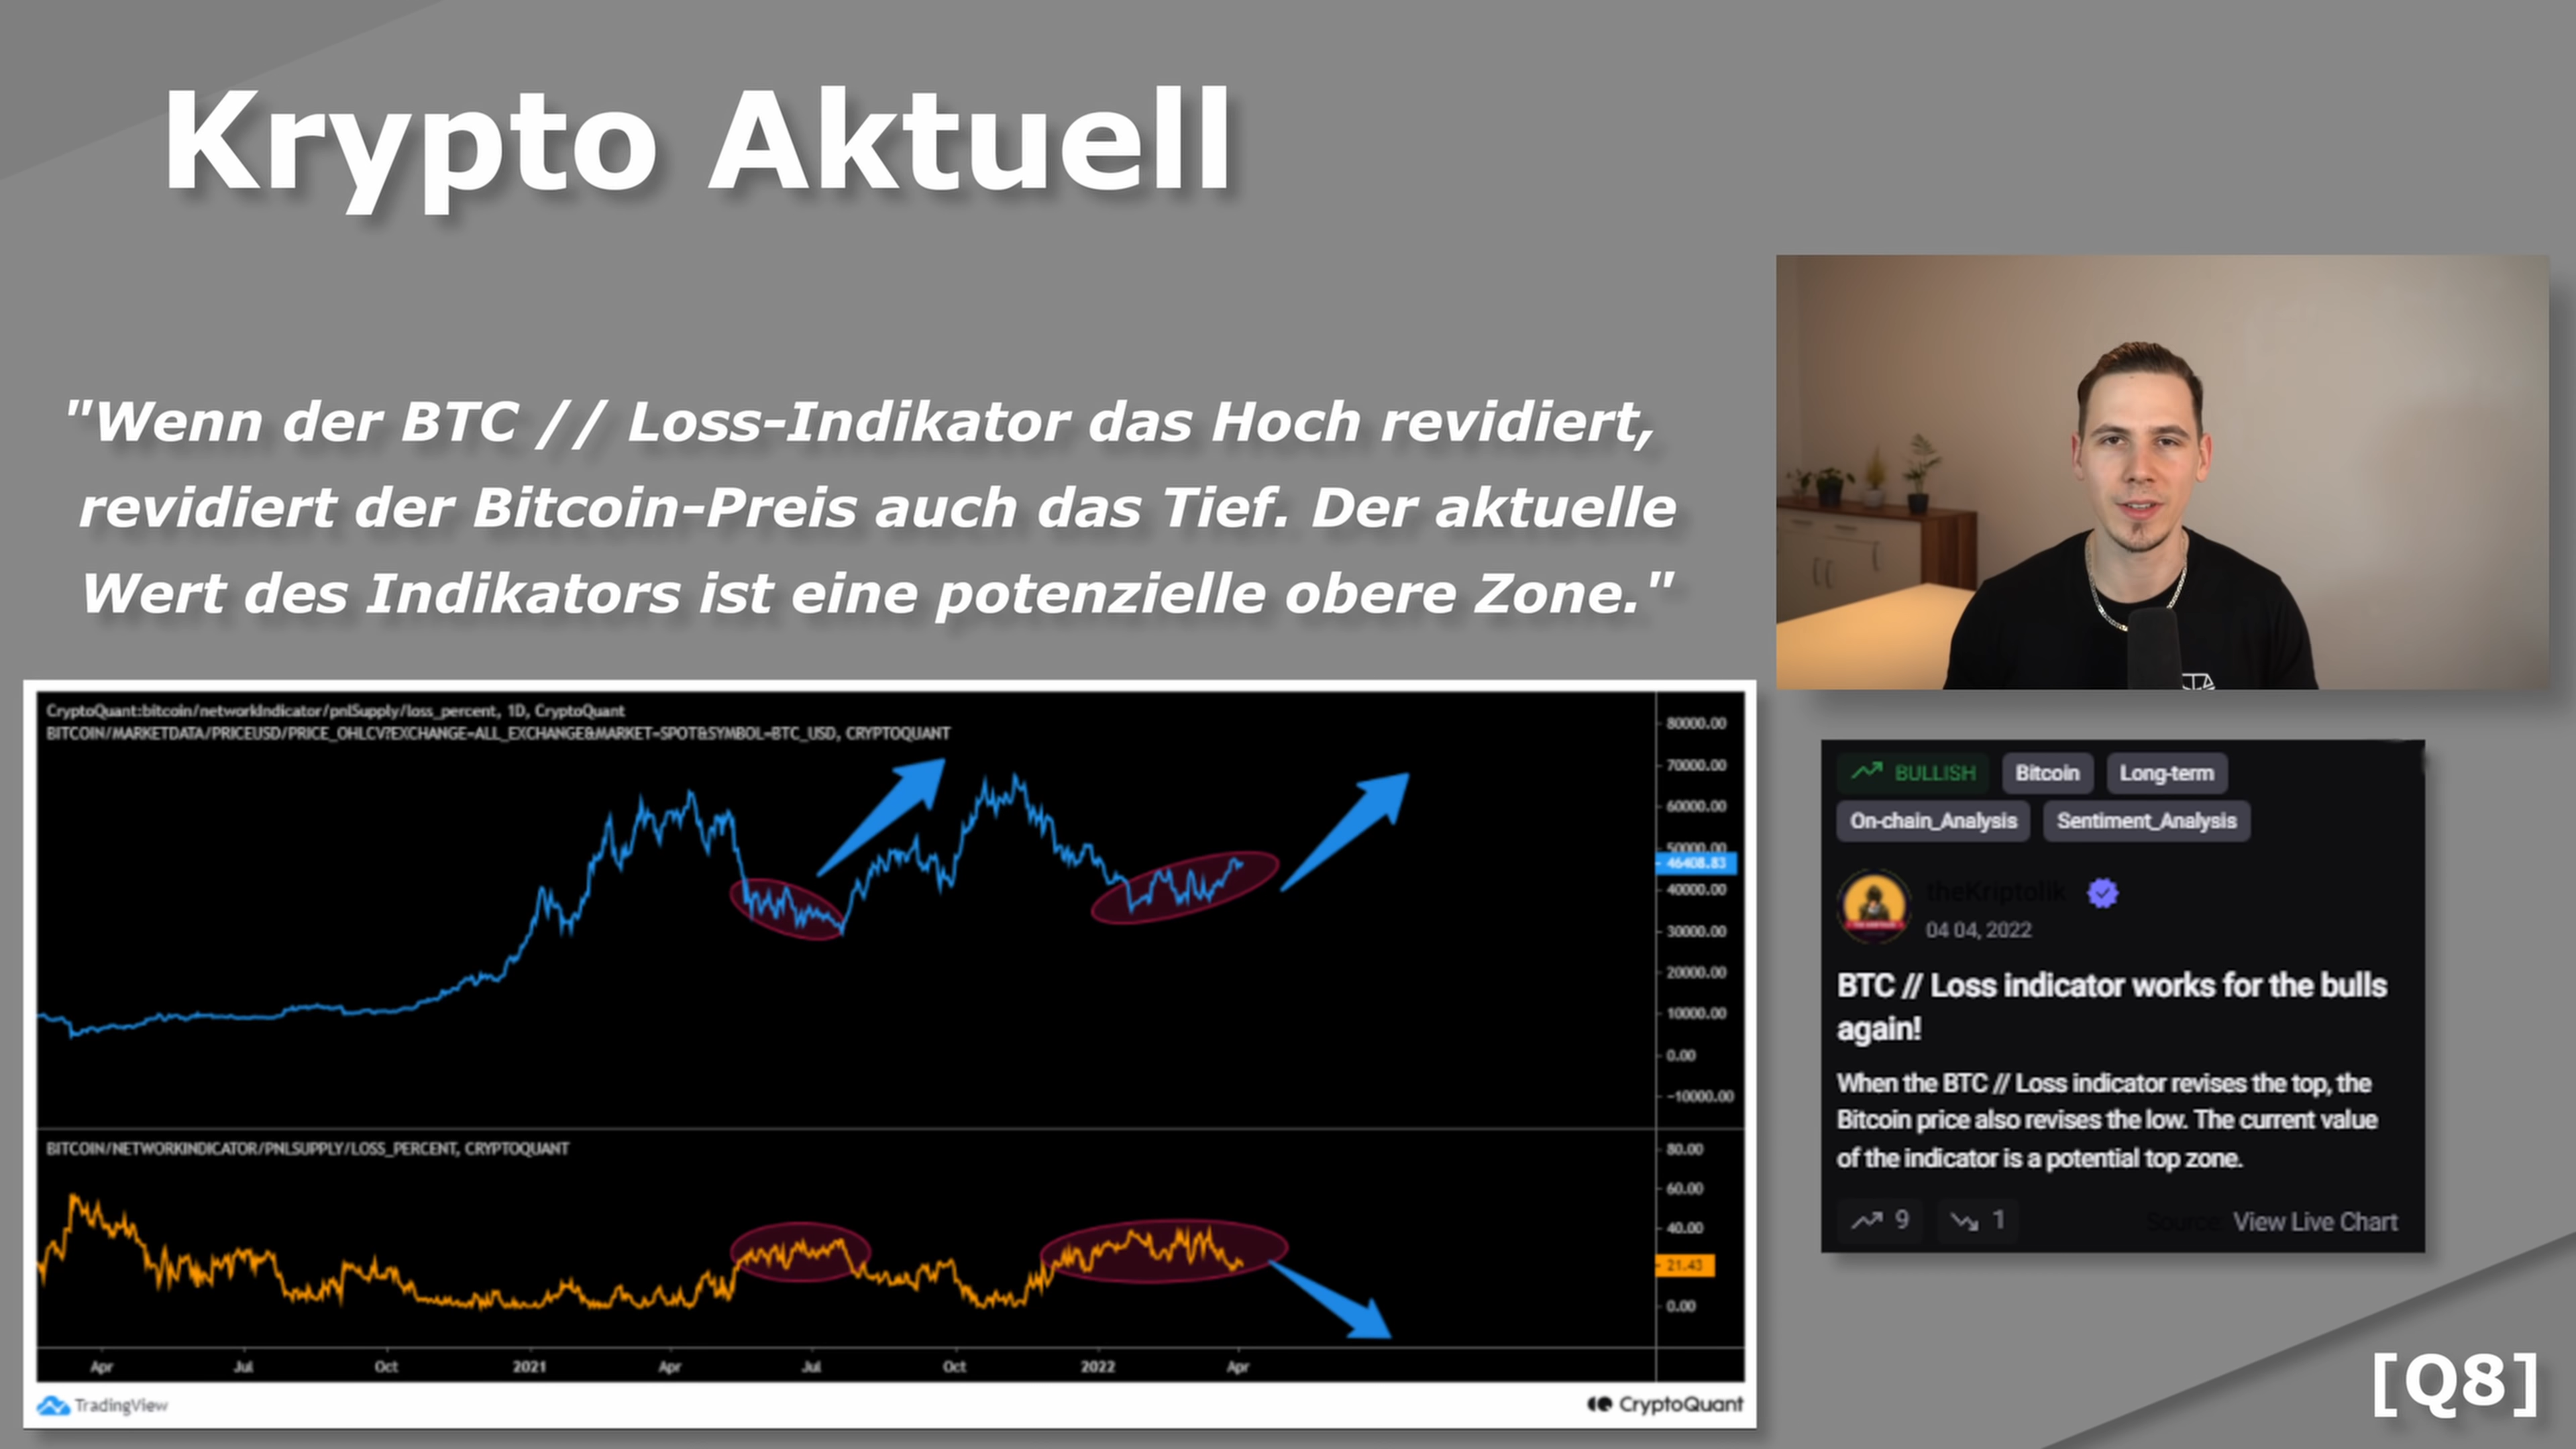 Krypto Aktuell
"Wenn der BTC // Loss-Indikator das Hoch revidiert,
revidiert der Bitcoin-Preis auch das Tief. Der aktuelle
Wert des Indikators ist eine potenzielle obere Zone."
CryptoQuant:bitcoin/networkIndicator/pnlSupply/loss_percent, 1D, CryptoQuant
BITCOIN/MARKETDATA/PRICEUSD/PRICE_OHLCV?EXCHANGE=ALL_EXCHANGE&MARKET=SPOT&SYMBOL=BTC_USD, CRYPTOQUANT
80000.00
70000.00
60000.00
50000.00
46408.83
40000.00
30000.00
20000.00
10000.00
0.00
-10000.00
BITCOIN/NETWORKINDICATOR/PNLSUPPLY/LOSS_PERCENT, CRYPTOQUANT
80.00
60.00
40.00
21.43
0.00
Apr Jul Oct 2021 Apr Jul Oct 2022 Apr
TradingView
CryptoQuant
BULLISH Bitcoin Long-term
On-chain_Analysis Sentiment_Analysis
theKriptolik
04 04, 2022
BTC // Loss indicator works for the bulls
again!
When the BTC // Loss indicator revises the top, the
Bitcoin price also revises the low. The current value
of the indicator is a potential top zone.
9 1 Source: View Live Chart
[Q8]